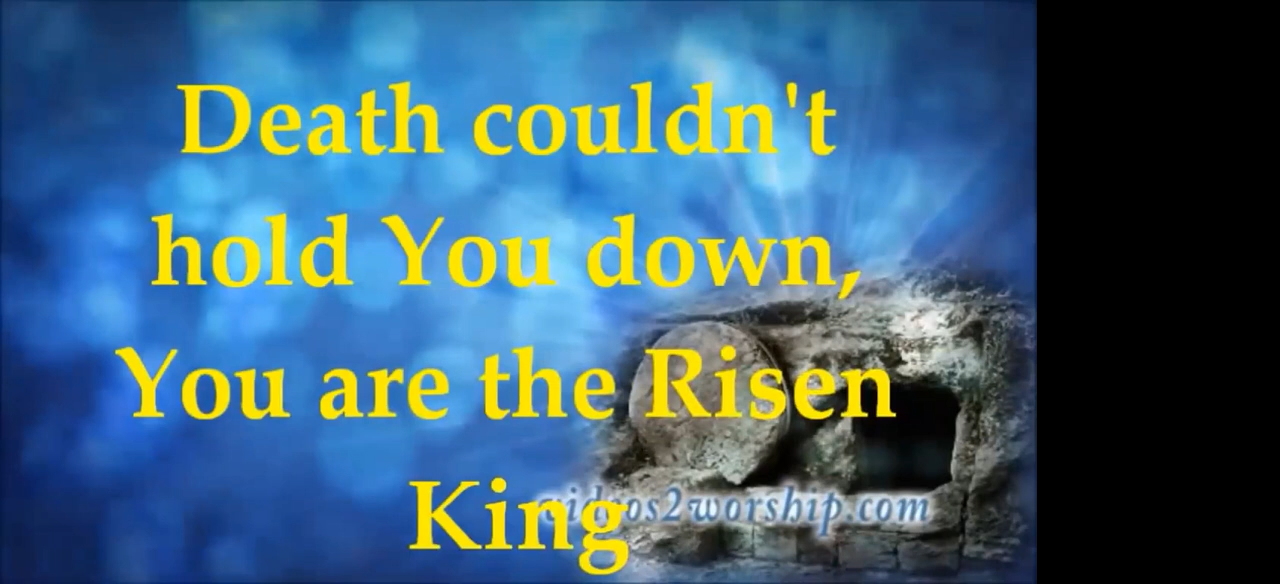 Death couldn't
hold You down,
You are the Risen
King
videos2worship.com